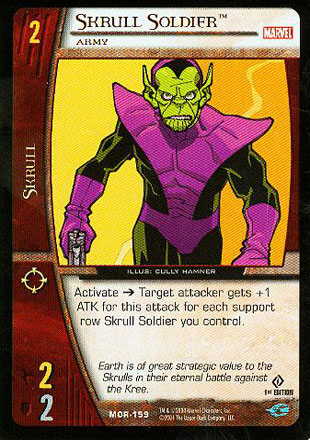 2
SKRULL SOLDIER™
ARMY
MARVEL
SKRULL
ILLUS: CULLY HAMNER
Activate ➔ Target attacker gets +1
ATK for this attack for each support
row Skrull Soldier you control.
Earth is of great strategic value to the
Skrulls in their eternal battle against
the Kree.
1st EDITION
2
2
MOR-159